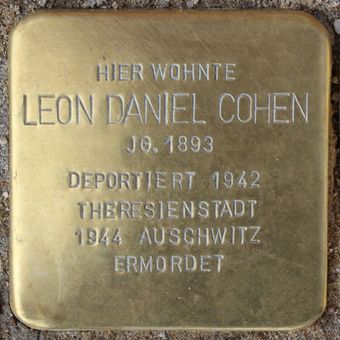 HIER WOHNTE
LEON DANIEL COHEN
JG. 1893
DEPORTIERT 1942
THERESIENSTADT
1944 AUSCHWITZ
ERMORDET